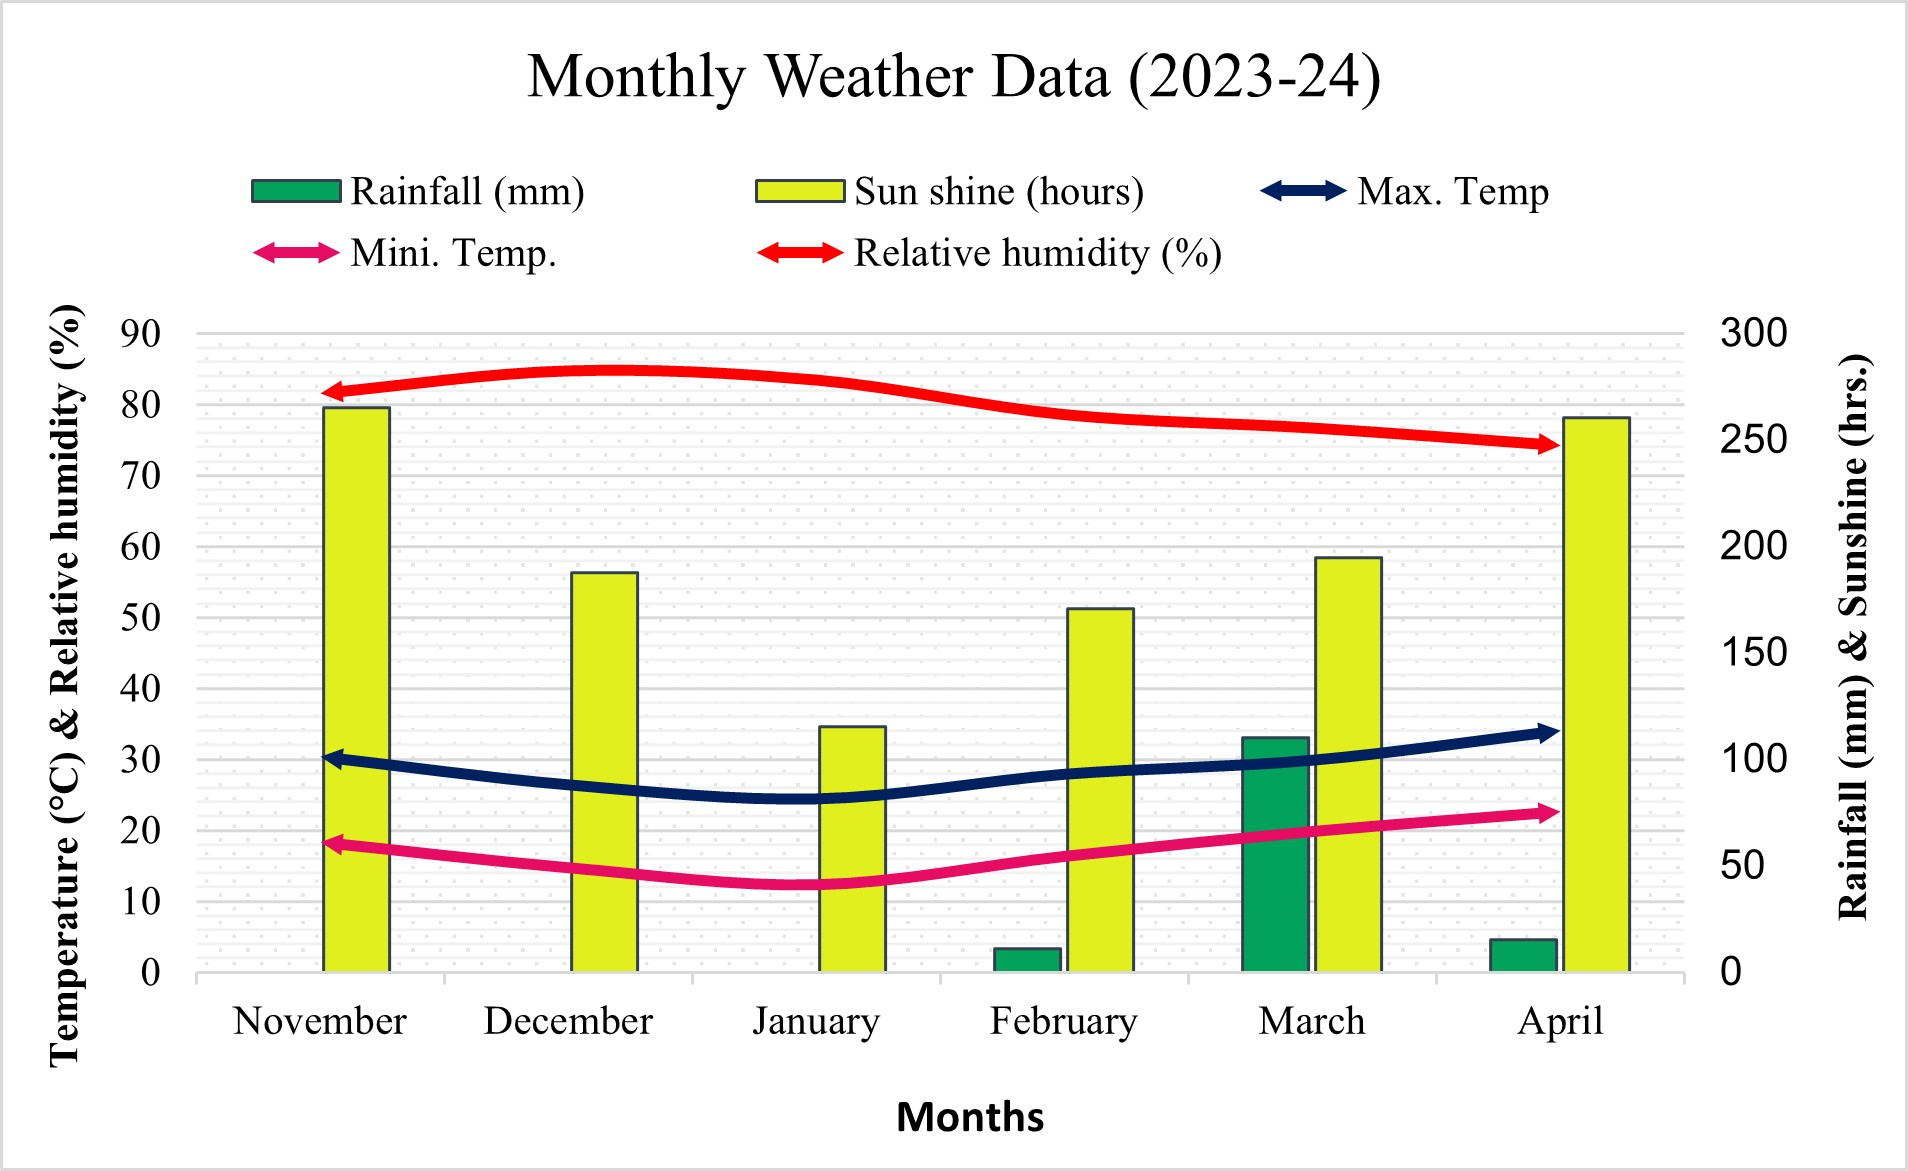 Monthly Weather Data (2023-24)
Rainfall (mm)
Sun shine (hours)
Max. Temp
Mini. Temp.
Relative humidity (%)
Temperature (°C) & Relative humidity (%)
90
80
70
60
50
40
30
20
10
0
300
250
200
150
100
50
0
Rainfall (mm) & Sunshine (hrs.)
November
December
January
February
March
April
Months